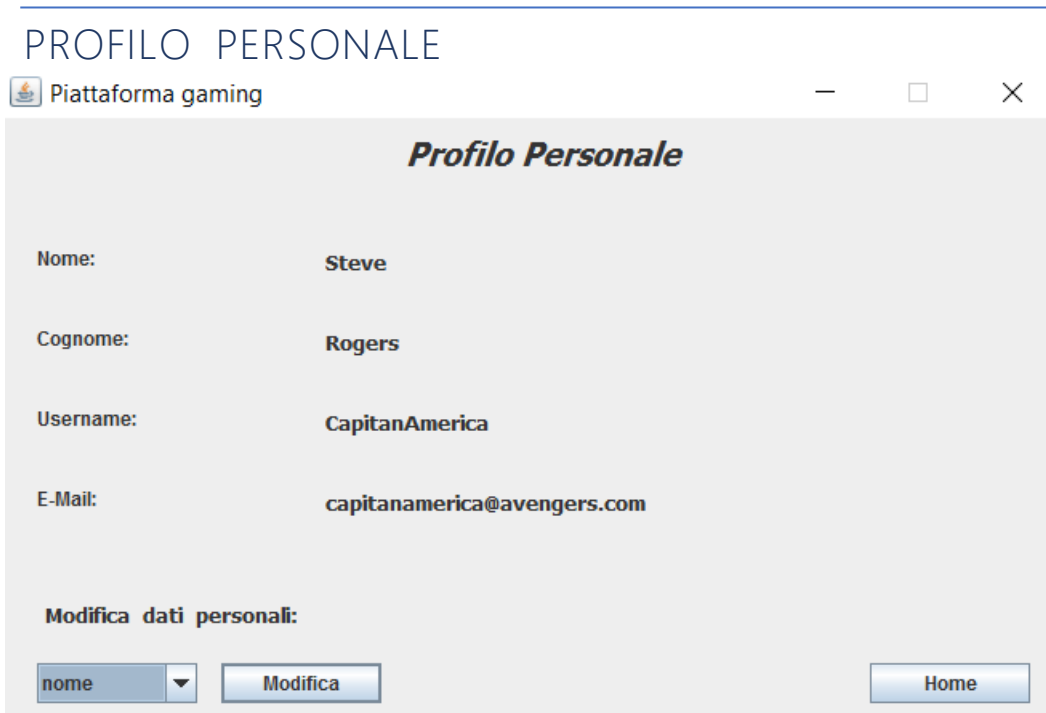 PROFILO PERSONALE
Piattaforma gaming
Profilo Personale
Nome: Steve
Cognome: Rogers
Username: CapitanAmerica
E-Mail: capitanamerica@avengers.com
Modifica dati personali:
nome Modifica Home